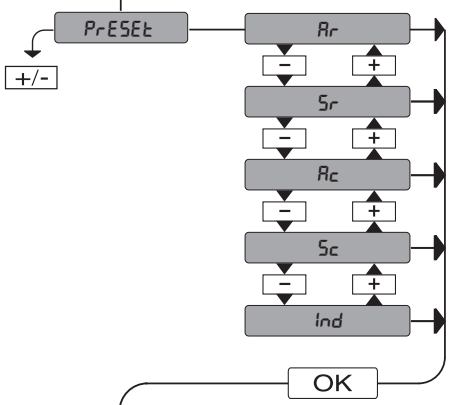 PrESEt
Ar
+/-
- +
Sr
- +
Ac
- +
Sc
- +
Ind
OK